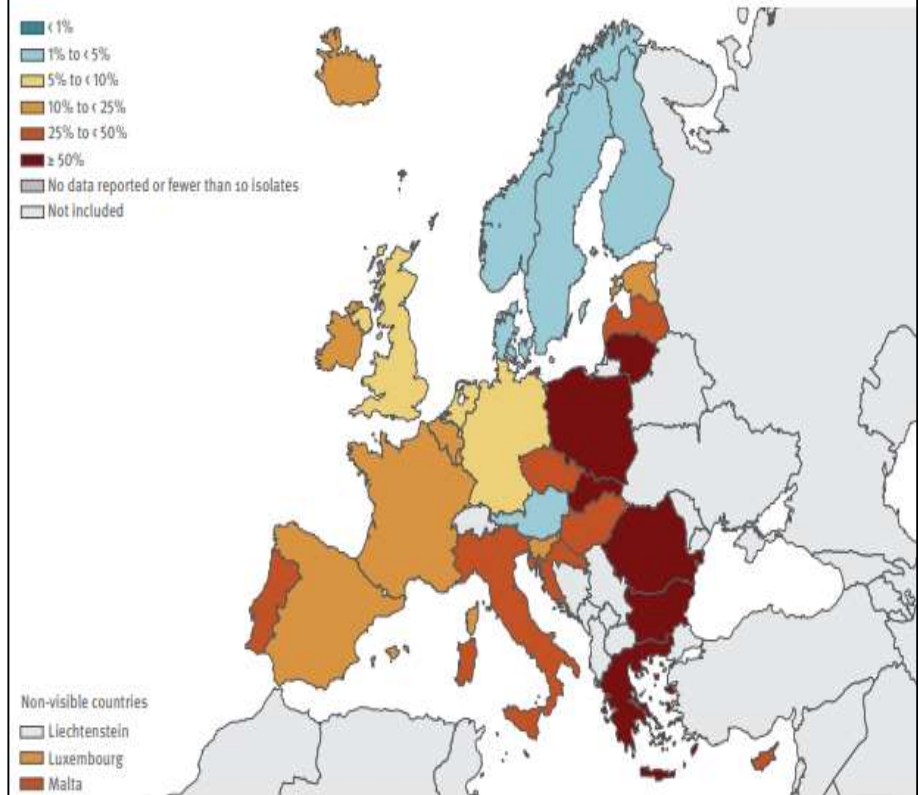 < 1%
1% to < 5%
5% to < 10%
10% to < 25%
25% to < 50%
≥ 50%
No data reported or fewer than 10 isolates
Not included
Non-visible countries
Liechtenstein
Luxembourg
Malta